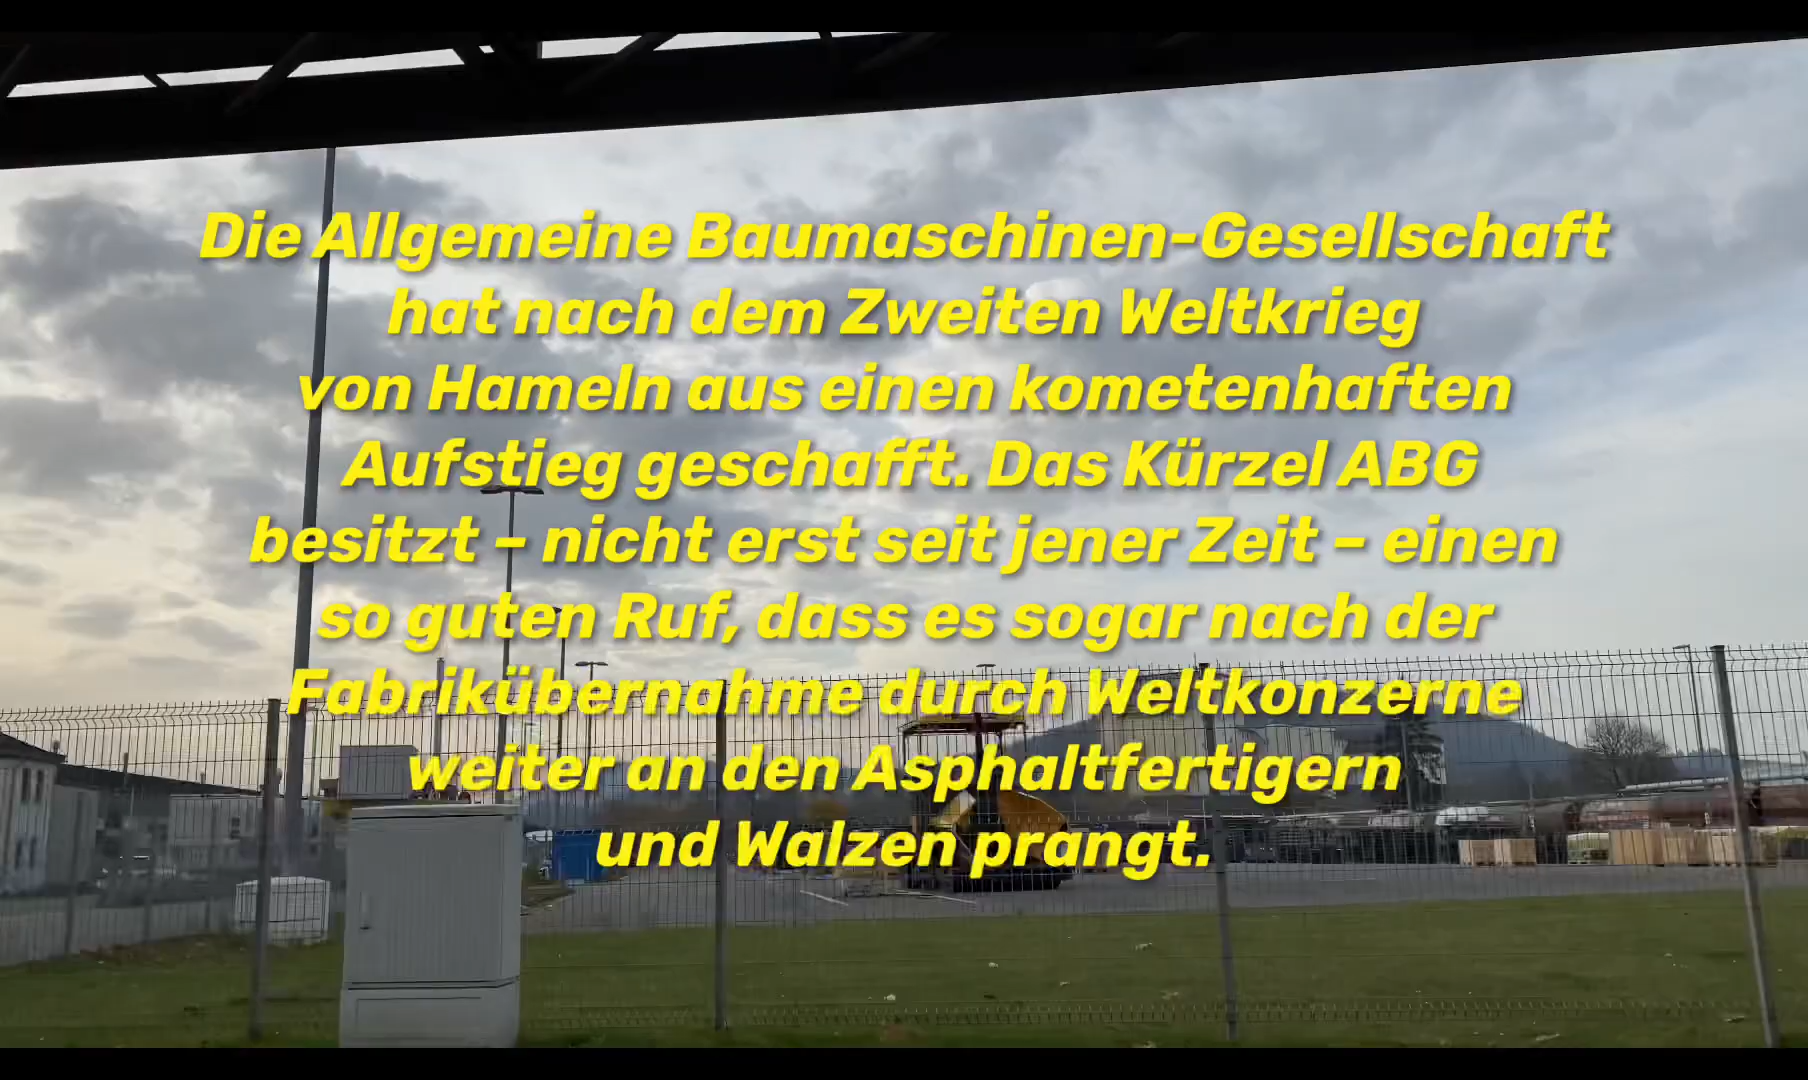 Die Allgemeine Baumaschinen-Gesellschaft
hat nach dem Zweiten Weltkrieg
von Hameln aus einen kometenhaften
Aufstieg geschafft. Das Kürzel ABG
besitzt – nicht erst seit jener Zeit – einen
so guten Ruf, dass es sogar nach der
Fabrikübernahme durch Weltkonzerne
weiter an den Asphaltfertigern
und Walzen prangt.